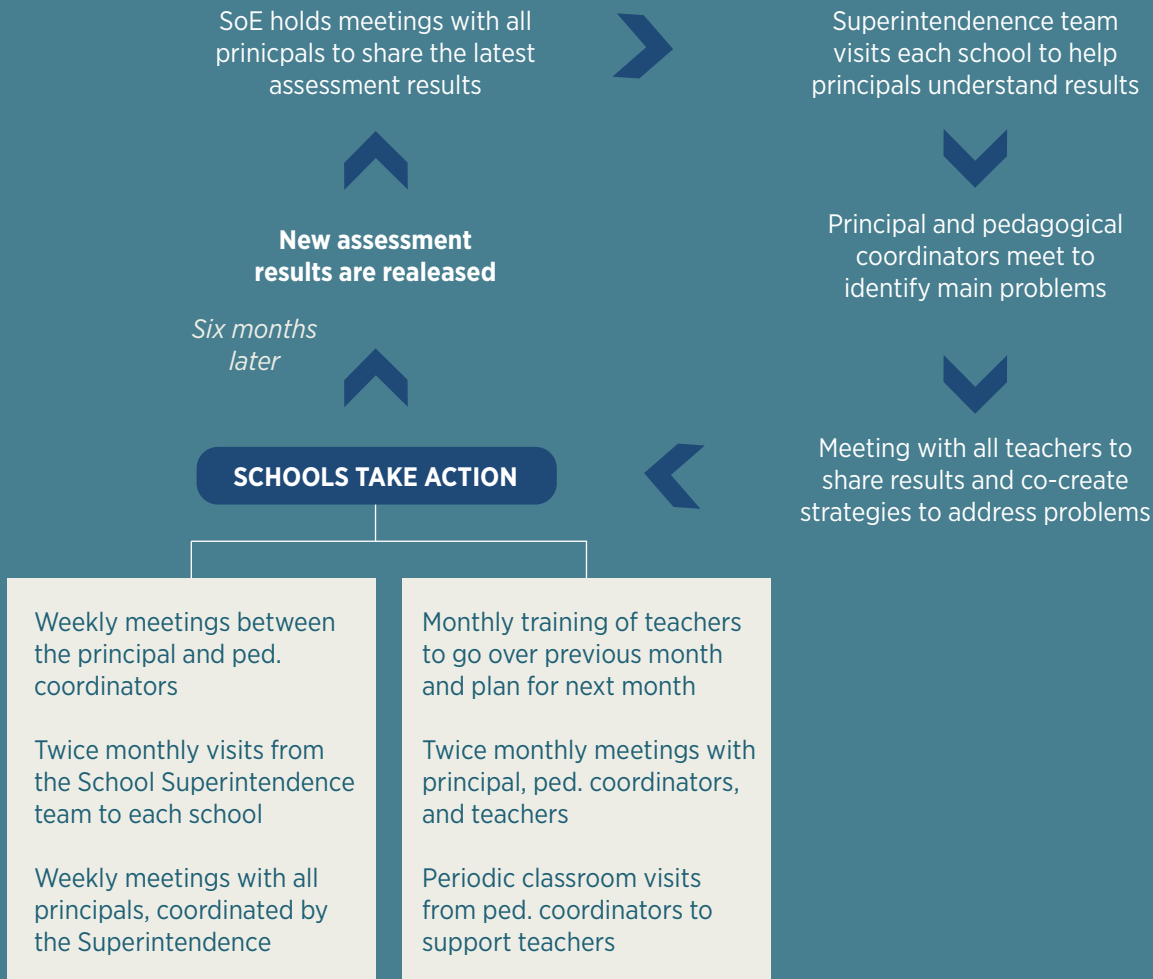 SoE holds meetings with all
prinicpals to share the latest
assessment results
Superintendenence team
visits each school to help
principals understand results
New assessment
results are realeased
Principal and pedagogical
coordinators meet to
identify main problems
Six months
later
SCHOOLS TAKE ACTION
Meeting with all teachers to
share results and co-create
strategies to address problems
Weekly meetings between
the principal and ped.
coordinators
Twice monthly visits from
the School Superintendence
team to each school
Weekly meetings with all
principals, coordinated by
the Superintendence
Monthly training of teachers
to go over previous month
and plan for next month
Twice monthly meetings with
principal, ped. coordinators,
and teachers
Periodic classroom visits
from ped. coordinators to
support teachers